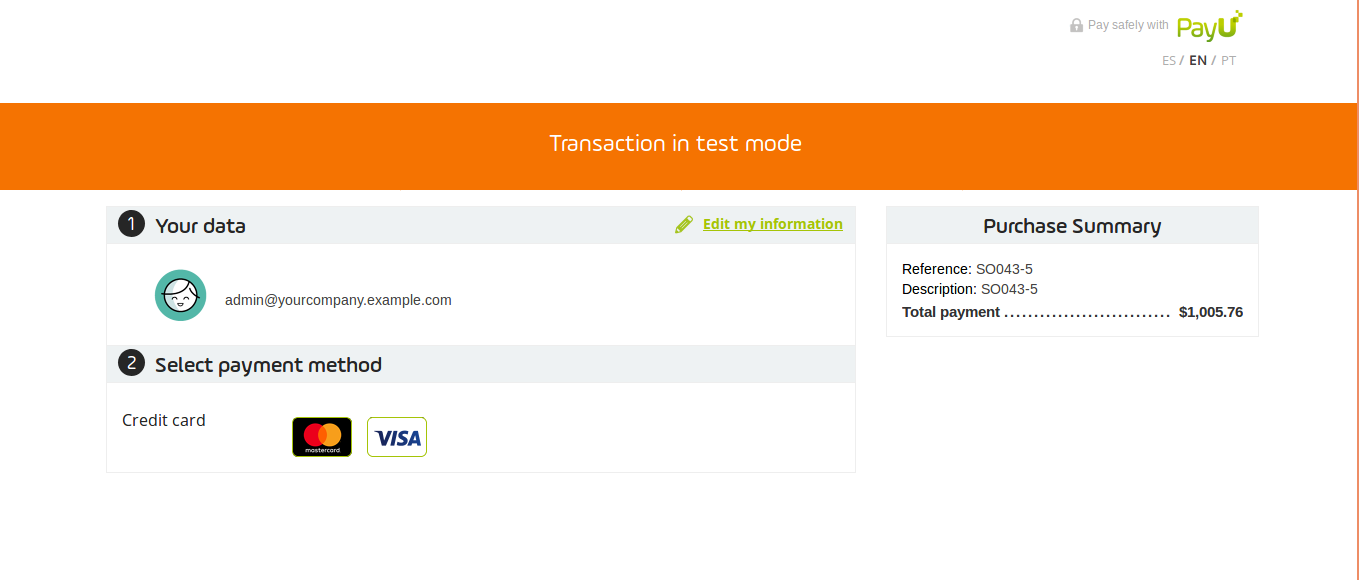 Pay safely with PayU
ES / EN / PT
Transaction in test mode
1 Your data
Edit my information
admin@yourcompany.example.com
2 Select payment method
Credit card
mastercard
VISA
Purchase Summary
Reference: SO043-5
Description: SO043-5
Total payment ............................ $1,005.76